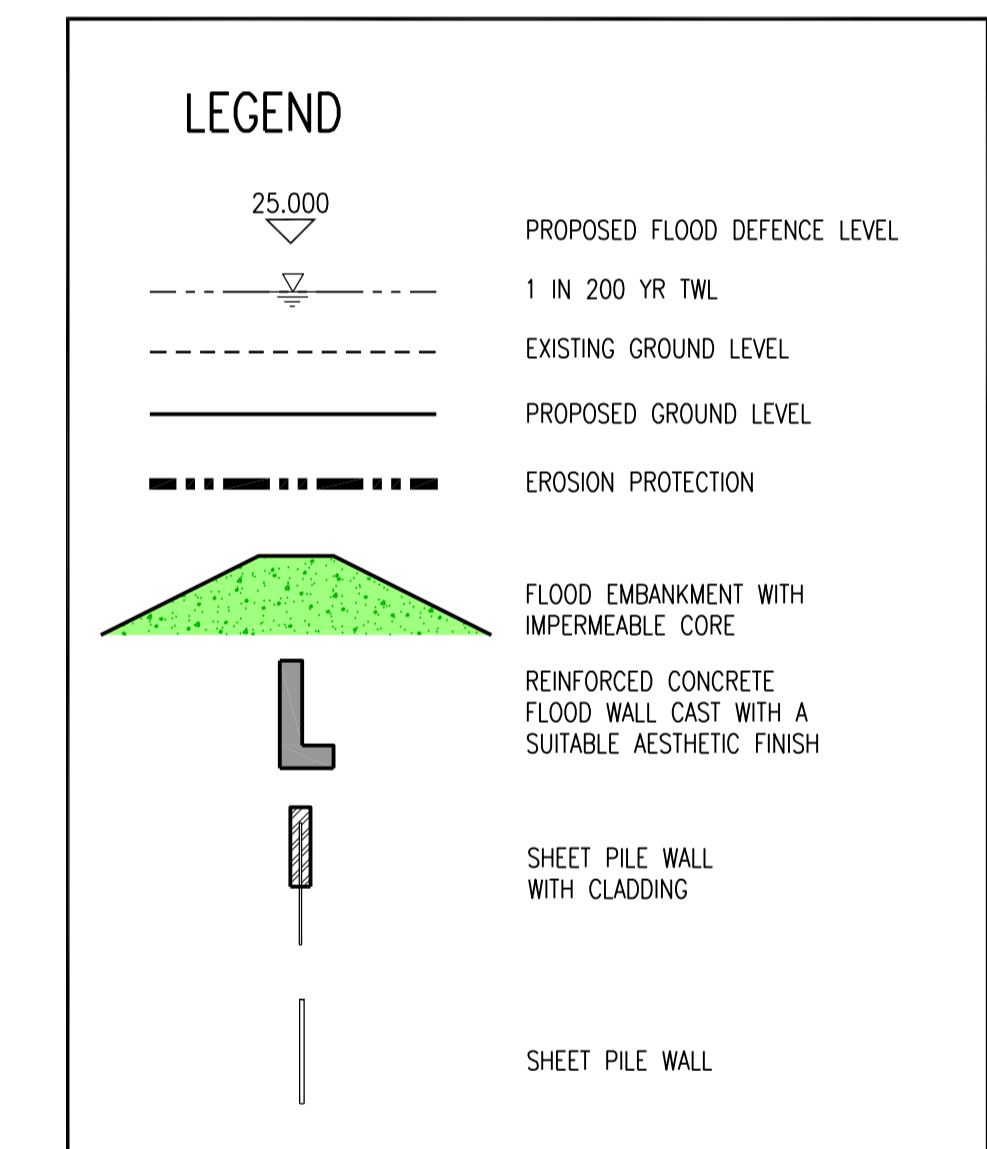 LEGEND
25.000
PROPOSED FLOOD DEFENCE LEVEL
1 IN 200 YR TWL
EXISTING GROUND LEVEL
PROPOSED GROUND LEVEL
EROSION PROTECTION
FLOOD EMBANKMENT WITH
IMPERMEABLE CORE
REINFORCED CONCRETE
FLOOD WALL CAST WITH A
SUITABLE AESTHETIC FINISH
SHEET PILE WALL
WITH CLADDING
SHEET PILE WALL